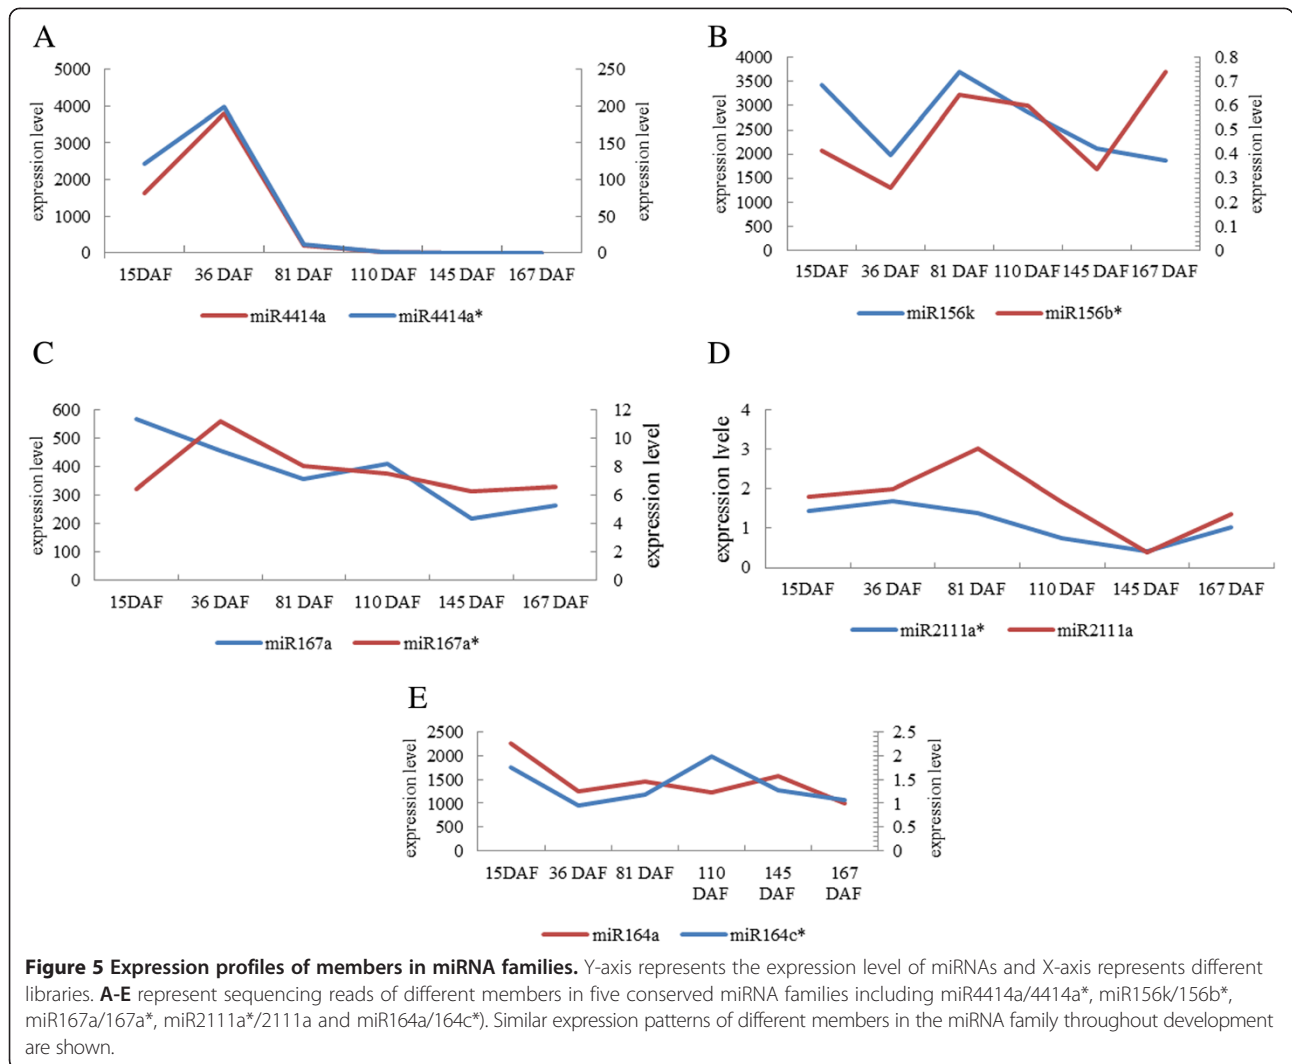 A
5000
4000
3000
2000
1000
0
expression level
250
200
150
100
50
0
expression level
15DAF 36 DAF 81 DAF 110 DAF 145 DAF 167 DAF
miR4414a miR4414a*
B
4000
3500
3000
2500
2000
1500
1000
500
0
expression level
0.8
0.7
0.6
0.5
0.4
0.3
0.2
0.1
0
expression level
15DAF 36 DAF 81 DAF 110 DAF 145 DAF 167 DAF
miR156k miR156b*
C
600
500
400
300
200
100
0
expression level
12
10
8
6
4
2
0
expression level
15DAF 36 DAF 81 DAF 110 DAF 145 DAF 167 DAF
miR167a miR167a*
D
4
3
2
1
0
expression lvele
15DAF 36 DAF 81 DAF 110 DAF 145 DAF 167 DAF
miR2111a* miR2111a
E
2500
2000
1500
1000
500
0
expression level
2.5
2
1.5
1
0.5
0
expression level
15DAF 36 DAF 81 DAF 110 145 167
DAF DAF DAF
miR164a miR164c*
Figure 5 Expression profiles of members in miRNA families. Y-axis represents the expression level of miRNAs and X-axis represents different
libraries. A-E represent sequencing reads of different members in five conserved miRNA families including miR4414a/4414a*, miR156k/156b*,
miR167a/167a*, miR2111a*/2111a and miR164a/164c*). Similar expression patterns of different members in the miRNA family throughout development
are shown.